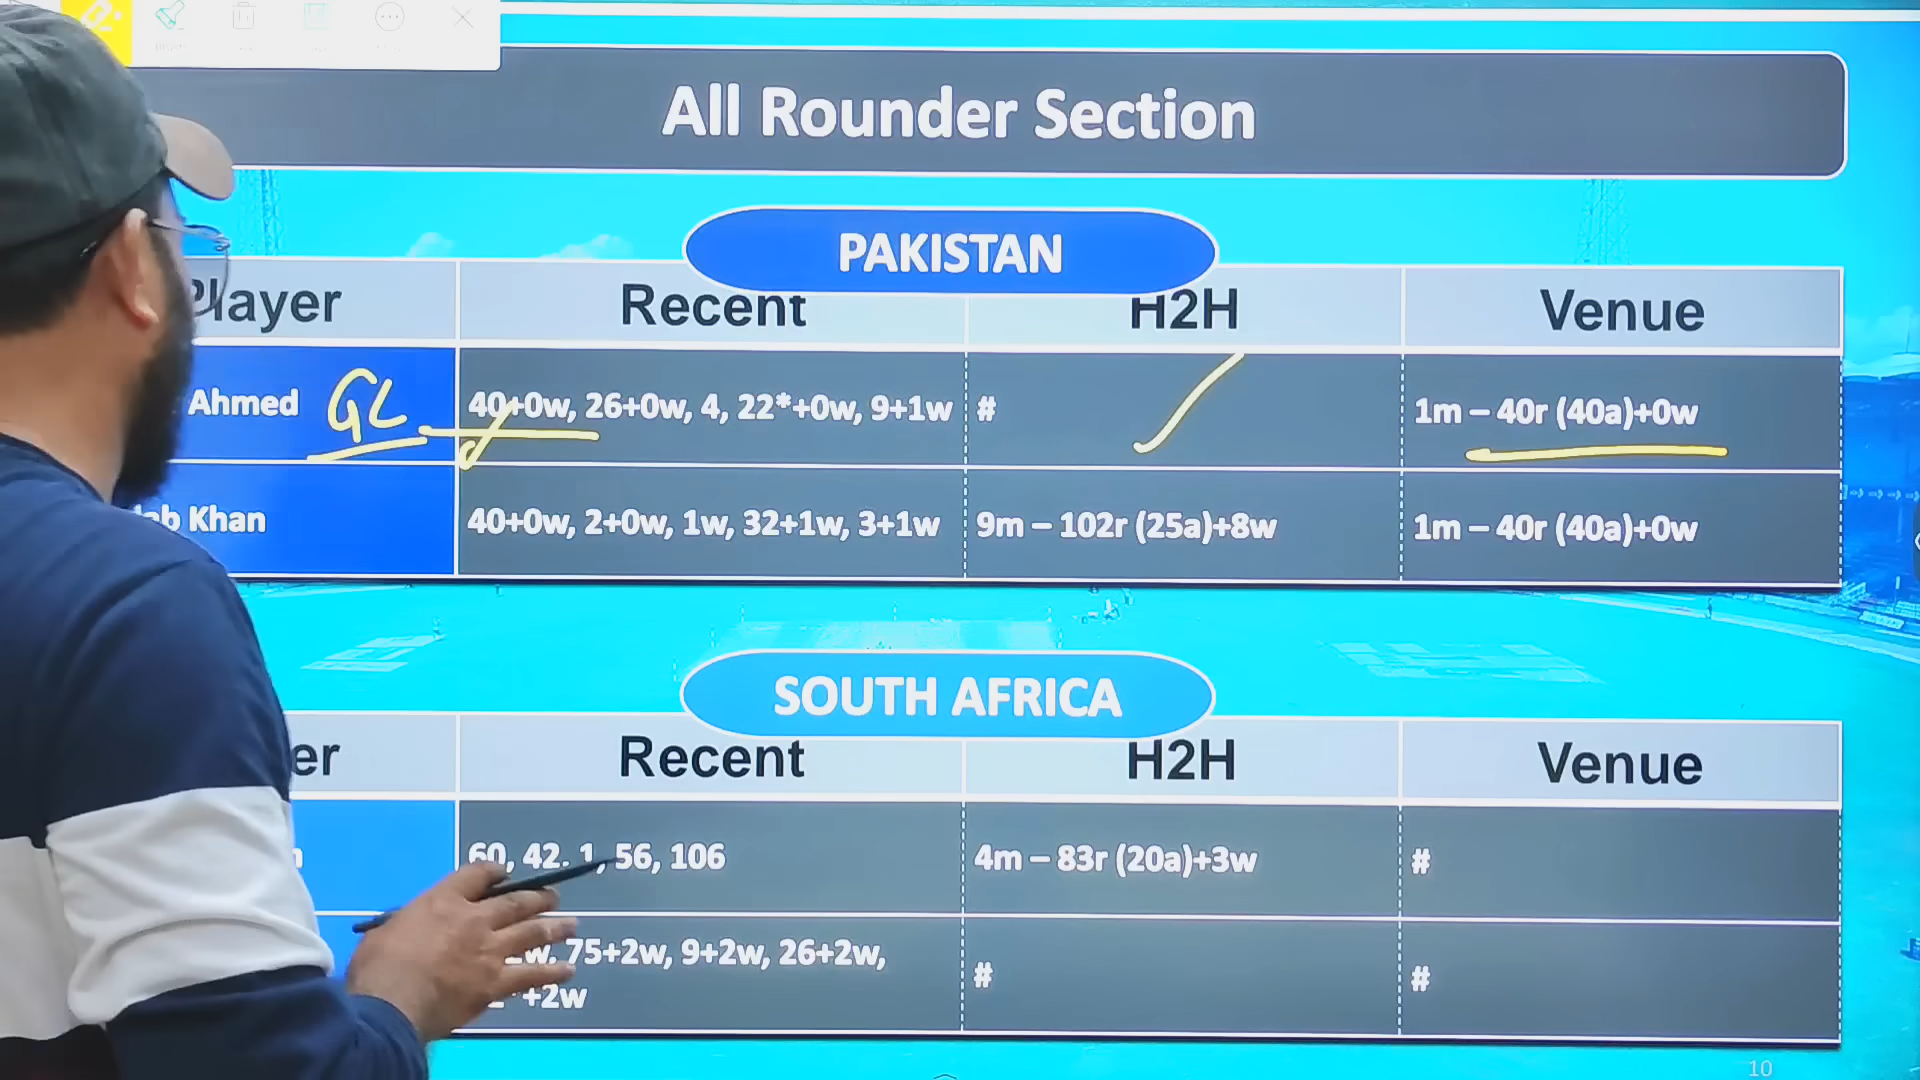 All Rounder Section
PAKISTAN
Player Recent H2H Venue
Ahmed GL 40+0w, 26+0w, 4, 22*+0w, 9+1w # 1m – 40r (40a)+0w
Khan 40+0w, 2+0w, 1w, 32+1w, 3+1w 9m – 102r (25a)+8w 1m – 40r (40a)+0w
SOUTH AFRICA
Recent H2H Venue
60, 42, 1, 56, 106 4m – 83r (20a)+3w #
75+2w, 9+2w, 26+2w, # #
+2w
10